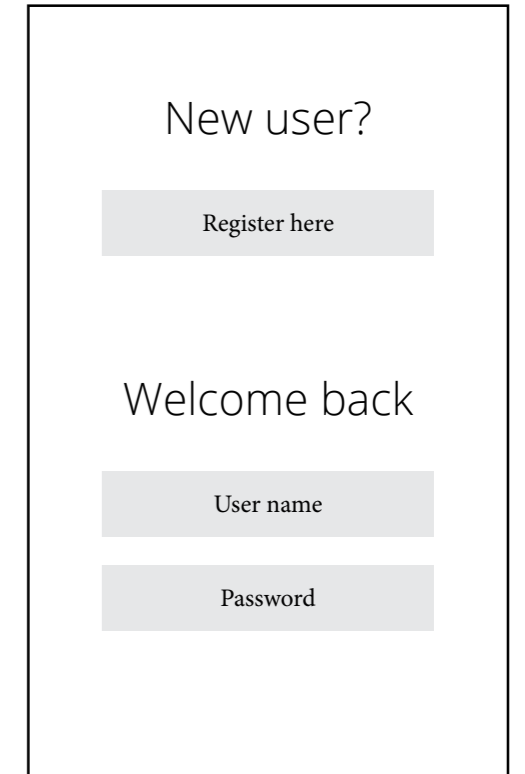 New user?
Register here
Welcome back
User name
Password